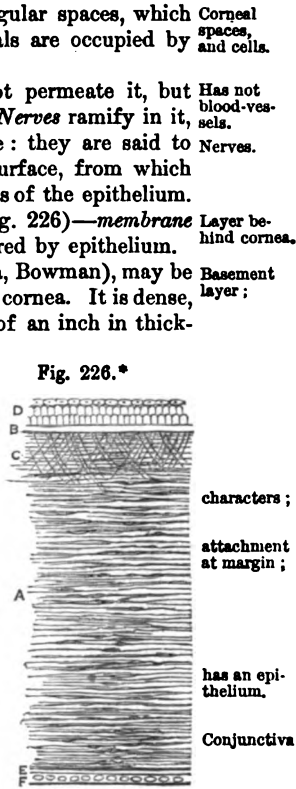 gular spaces, which
ls are occupied by
Corneal
spaces,
and cells.
ot permeate it, but
Nerves ramify in it,
e : they are said to
urface, from which
s of the epithelium.
Has not
blood-ves-
sels.
Nerves.
g. 226)—membrane
red by epithelium.
Layer be-
hind cornea.
a, Bowman), may be
cornea. It is dense,
of an inch in thick-
Basement
layer ;
Fig. 226.*
D
B
C
A
E
F
characters ;
attachment
at margin ;
has an epi-
thelium.
Conjunctiva